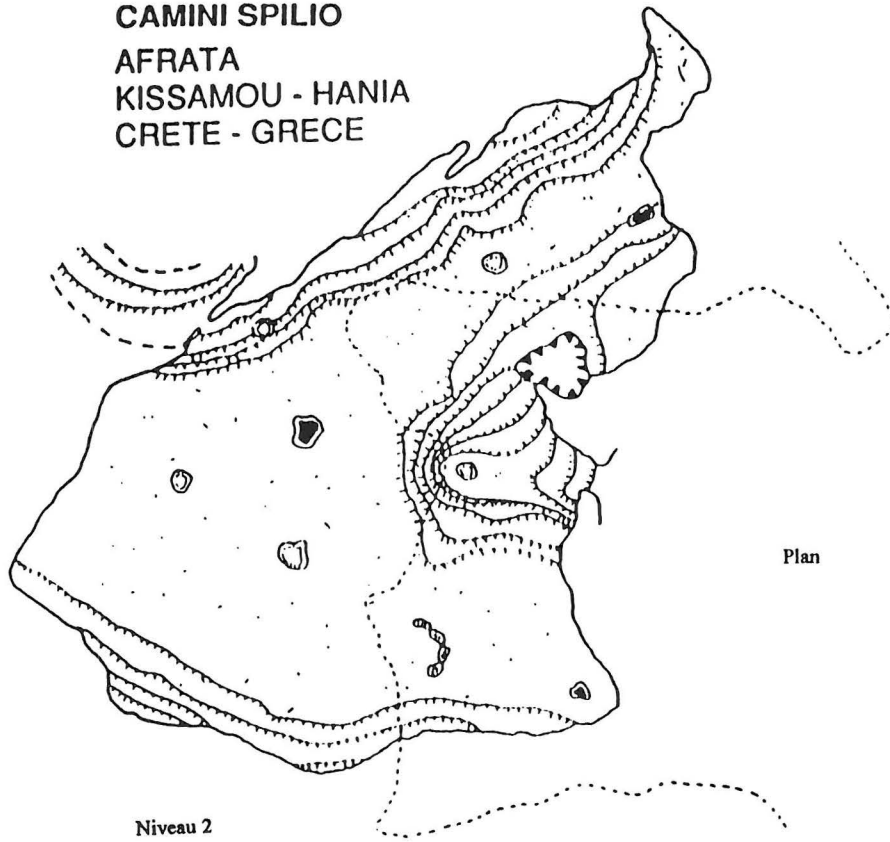 CAMINI SPILIO
AFRATA
KISSAMOU - HANIA
CRETE - GRECE
Plan
Niveau 2